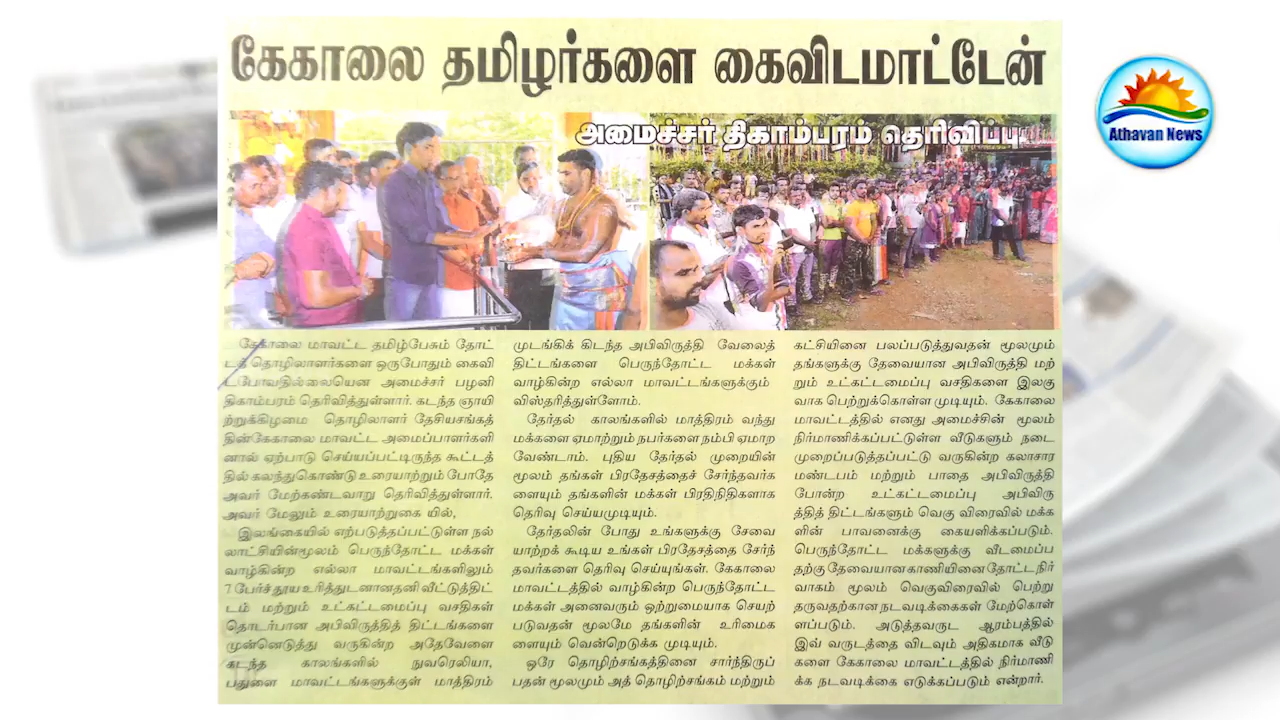 கேகாலை தமிழர்களை கைவிடமாட்டேன்
அமைச்சர் திகாம்பரம் தெரிவிப்பு
Athavan News
கேகாலை மாவட்ட தமிழ்பேசும் தோட்
டத் தொழிலாளர்களை ஒருபோதும் கைவி
டபோவதில்லையென அமைச்சர் பழனி
திகாம்பரம் தெரிவித்துள்ளார். கடந்த ஞாயி
ற்றுக்கிழமை தொழிலாளர் தேசியசங்கத்
தின்கேகாலை மாவட்ட அமைப்பாளர்களி
னால் ஏற்பாடு செய்யப்பட்டிருந்த கூட்டத்
தில் கலந்துகொண்டு உரையாற்றும் போதே
அவர் மேற்கண்டவாறு தெரிவித்துள்ளார்.
அவர் மேலும் உரையாற்றுகை யில்,
இலங்கையில் எற்படுத்தப்பட்டுள்ள நல்
லாட்சியின்மூலம் பெருந்தோட்ட மக்கள்
வாழ்கின்ற எல்லா மாவட்டங்களிலும்
7 பேர்ச் தூய உரித்துடனானதனி வீட்டுத்திட்
டம் மற்றும் உட்கட்டமைப்பு வசதிகள்
தொடர்பான அபிவிருத்தித் திட்டங்களை
முன்னெடுத்து வருகின்ற அதேவேளை
கடந்த காலங்களில் நுவரெலியா,
பதுளை மாவட்டங்களுக்குள் மாத்திரம்
முடங்கிக் கிடந்த அபிவிருத்தி வேலைத்
திட்டங்களை பெருந்தோட்ட மக்கள்
வாழ்கின்ற எல்லா மாவட்டங்களுக்கும்
விஸ்தரித்துள்ளோம்.
தேர்தல் காலங்களில் மாத்திரம் வந்து
மக்களை ஏமாற்றும் நபர்களை நம்பி ஏமாற
வேண்டாம். புதிய தேர்தல் முறையின்
மூலம் தங்கள் பிரதேசத்தைச் சேர்ந்தவர்க
ளையும் தங்களின் மக்கள் பிரதிநிதிகளாக
தெரிவு செய்யமுடியும்.
தேர்தலின் போது உங்களுக்கு சேவை
யாற்றக் கூடிய உங்கள் பிரதேசத்தை சேர்ந்
தவர்களை தெரிவு செய்யுங்கள். கேகாலை
மாவட்டத்தில் வாழ்கின்ற பெருந்தோட்ட
மக்கள் அனைவரும் ஒற்றுமையாக செயற்
படுவதன் மூலமே தங்களின் உரிமைக
ளையும் வென்றெடுக்க முடியும்.
ஒரே தொழிற்சங்கத்தினை சார்ந்திருப்
பதன் மூலமும் அத் தொழிற்சங்கம் மற்றும்
கட்சியினை பலப்படுத்துவதன் மூலமும்
தங்களுக்கு தேவையான அபிவிருத்தி மற்
றும் உட்கட்டமைப்பு வசதிகளை இலகு
வாக பெற்றுக்கொள்ள முடியும். கேகாலை
மாவட்டத்தில் எனது அமைச்சின் மூலம்
நிர்மாணிக்கப்பட்டுள்ள வீடுகளும் நடை
முறைப்படுத்தப்பட்டு வருகின்ற கலாசார
மண்டபம் மற்றும் பாதை அபிவிருத்தி
போன்ற உட்கட்டமைப்பு அபிவிரு
த்தித் திட்டங்களும் வெகு விரைவில் மக்க
ளின் பாவனைக்கு கையளிக்கப்படும்.
பெருந்தோட்ட மக்களுக்கு வீடமைப்ப
தற்கு தேவையான காணியினை தோட்ட நிர்
வாகம் மூலம் வெகுவிரைவில் பெற்று
தருவதற்கான நடவடிக்கைகள் மேற்கொள்
ளப்படும். அடுத்தவருட ஆரம்பத்தில்
இவ் வருடத்தை விடவும் அதிகமாக வீடு
களை கேகாலை மாவட்டத்தில் நிர்மாணி
க்க நடவடிக்கை எடுக்கப்படும் என்றார்.